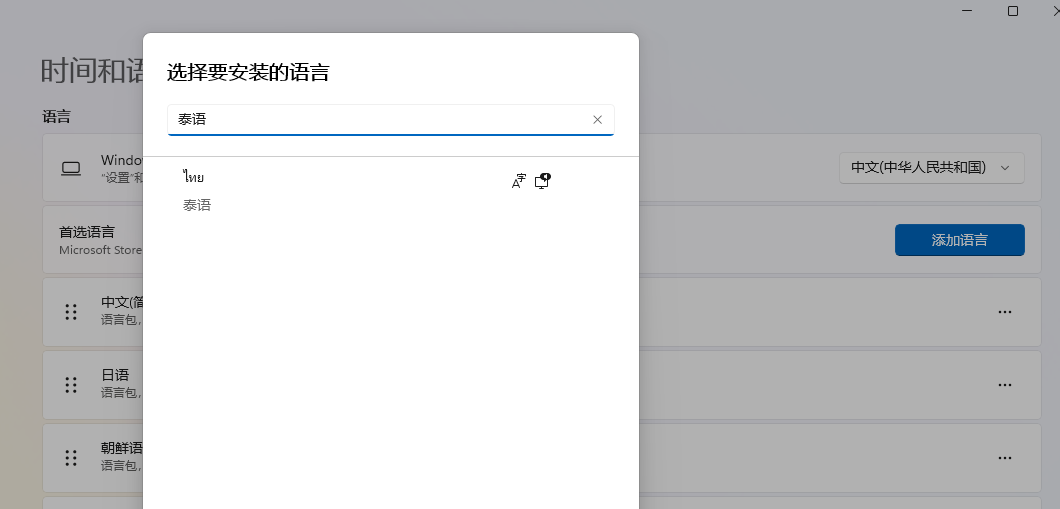 选择要安装的语言
泰语
ไทย
泰语
时间和语
语言
Windo
"设置"和
中文(中华人民共和国)
首选语言
Microsoft Store
添加语言
中文(简
语言包,
日语
语言包,
朝鲜语
语言包,